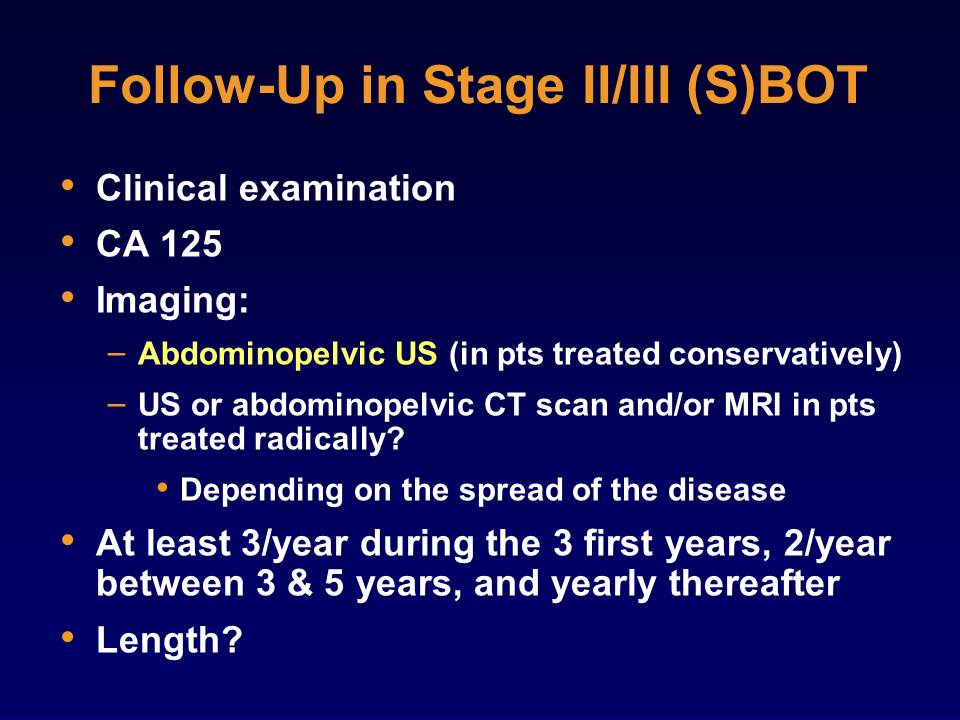 Follow-Up in Stage II/III (S)BOT
• Clinical examination
• CA 125
• Imaging:
– Abdominopelvic US (in pts treated conservatively)
– US or abdominopelvic CT scan and/or MRI in pts
treated radically?
• Depending on the spread of the disease
• At least 3/year during the 3 first years, 2/year
between 3 & 5 years, and yearly thereafter
• Length?